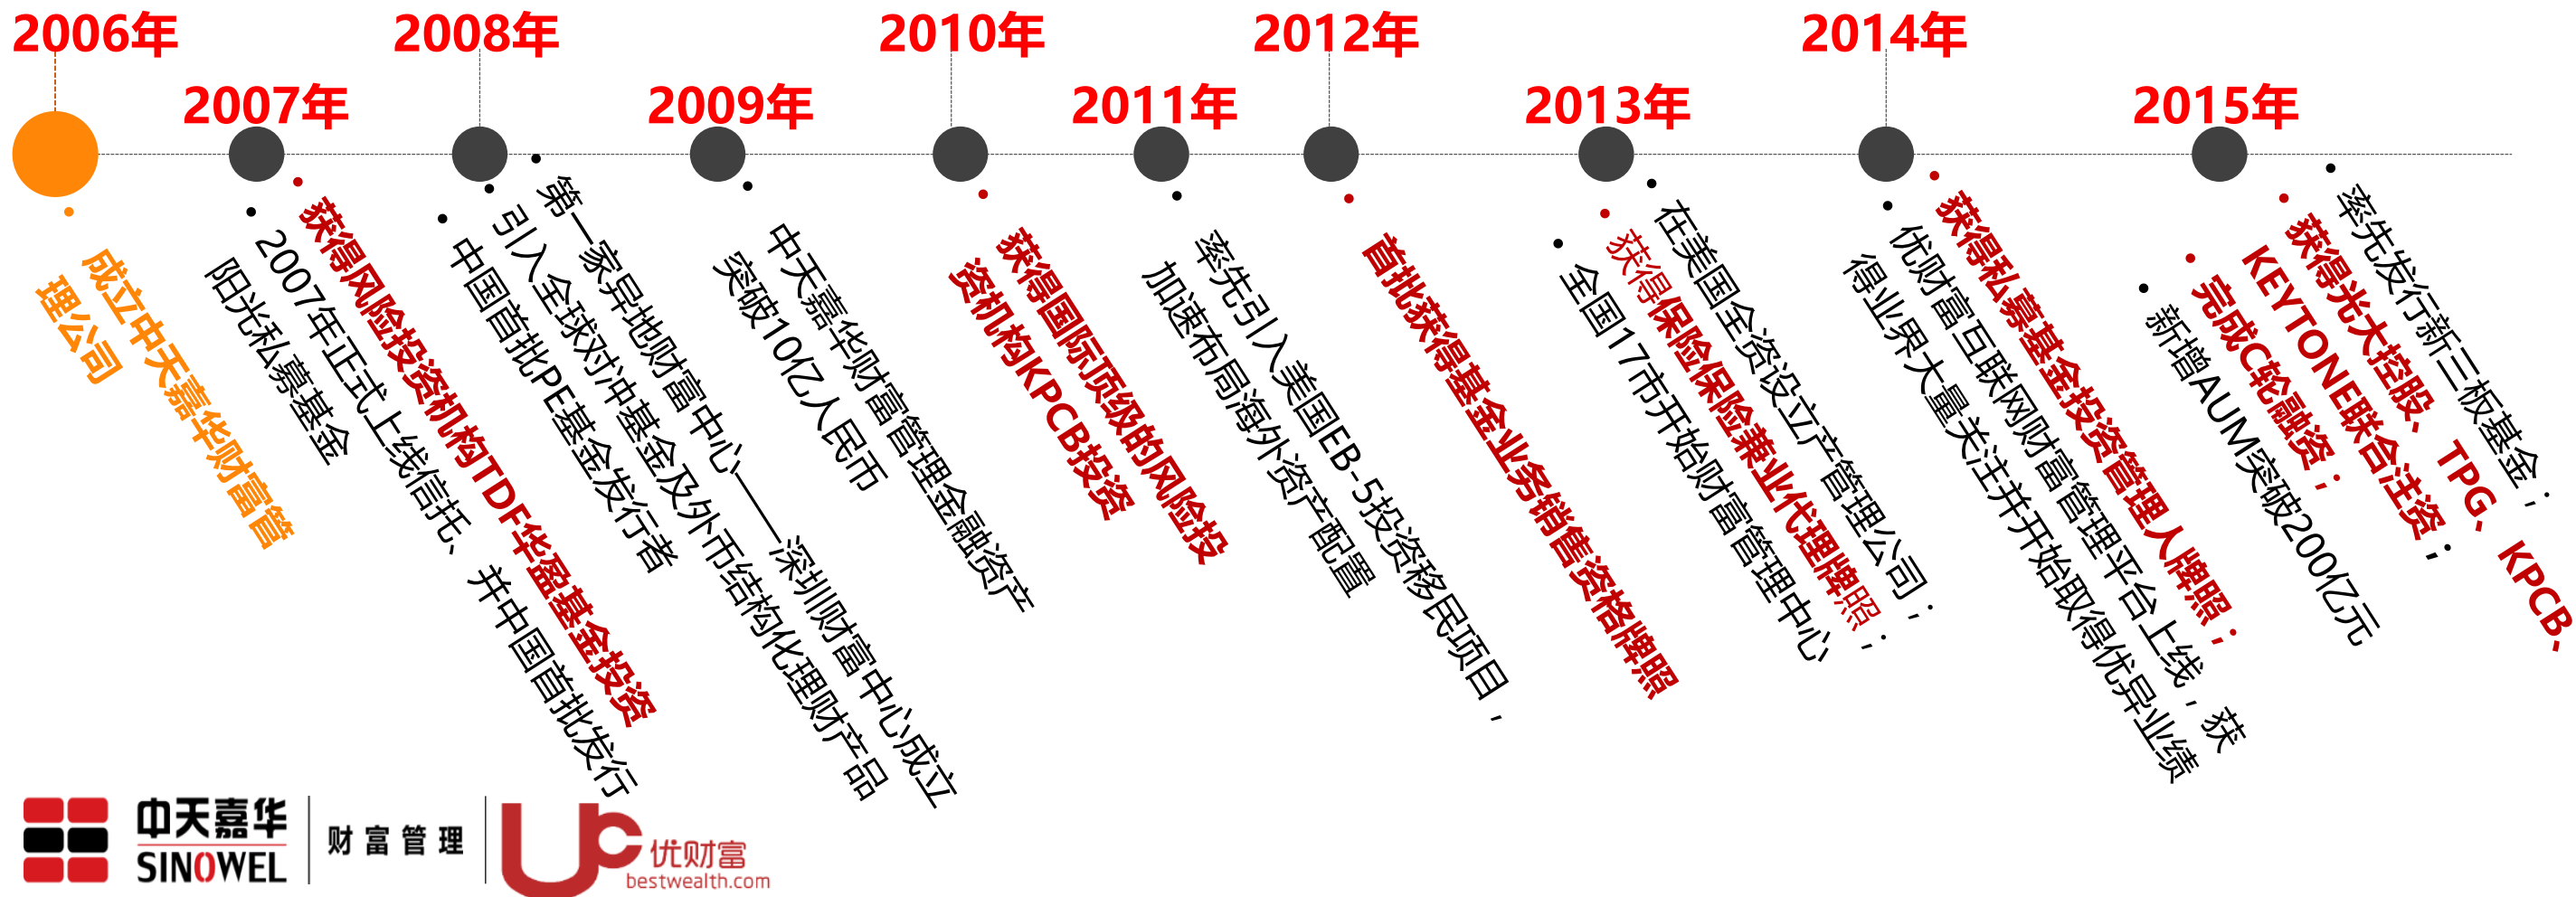 2006年
成立中天嘉华财富管
理公司
2007年
获得风险投资机构TDF华盈基金投资
2007年正式上线信托、并中国首批发行
阳光私募基金
2008年
第一家异地财富中心——深圳财富中心成立
引入全球对冲基金及外币结构化理财产品
中国首批PE基金发行者
2009年
中天嘉华财富管理金融资产
突破10亿人民币
2010年
获得国际顶级的风险投
资机构KPCB投资
2011年
率先引入美国EB-5投资移民项目，
加速布局海外资产配置
2012年
首批获得基金业务销售资格牌照
2013年
在美国全资设立产管理公司；
获得保险保险兼业代理牌照；
全国17市开始财富管理中心
2014年
获得私募基金投资管理人牌照；
优财富互联网财富管理平台上线，获
得业界大量关注并开始取得优异业绩
2015年
率先发行新三板基金；
获得光大控股、TPG、KPCB、
KEYTONE联合注资；
完成C轮融资；
新增AUM突破200亿元
中天嘉华
SINOWEL
财富管理
UC
优财富
bestwealth.com